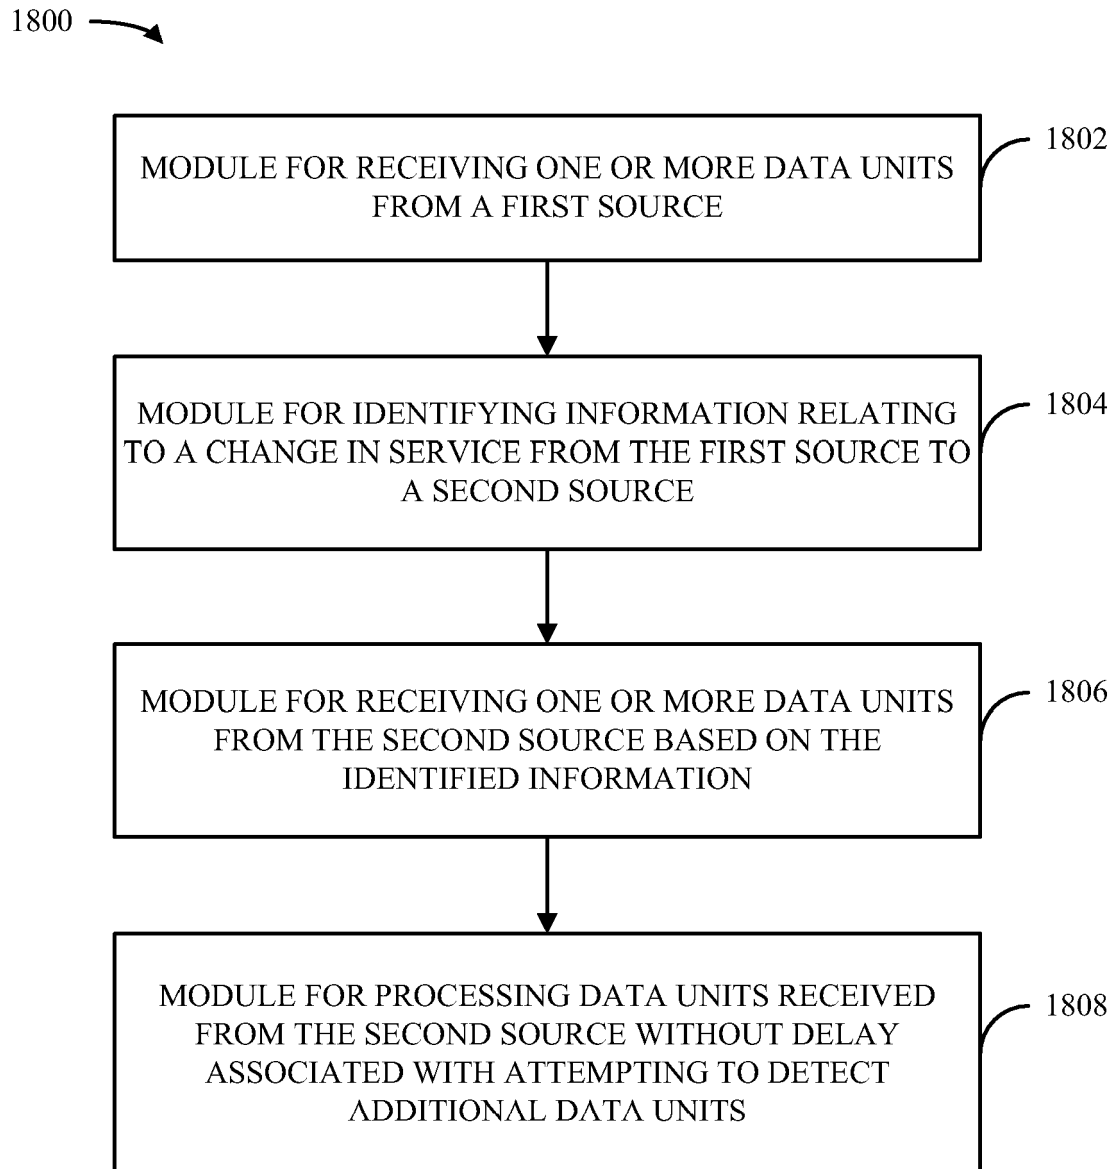 1800
MODULE FOR RECEIVING ONE OR MORE DATA UNITS
FROM A FIRST SOURCE
1802
MODULE FOR IDENTIFYING INFORMATION RELATING
TO A CHANGE IN SERVICE FROM THE FIRST SOURCE TO
A SECOND SOURCE
1804
MODULE FOR RECEIVING ONE OR MORE DATA UNITS
FROM THE SECOND SOURCE BASED ON THE
IDENTIFIED INFORMATION
1806
MODULE FOR PROCESSING DATA UNITS RECEIVED
FROM THE SECOND SOURCE WITHOUT DELAY
ASSOCIATED WITH ATTEMPTING TO DETECT
ADDITIONAL DATA UNITS
1808